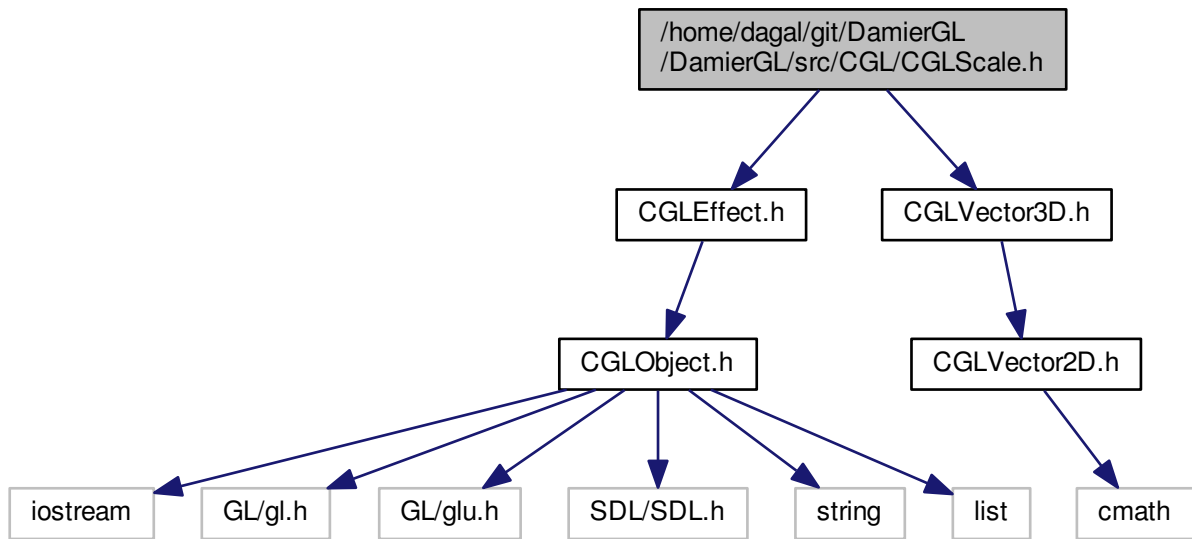 /home/dagal/git/DamierGL
/DamierGL/src/CGL/CGLScale.h
CGLEffect.h
CGLVector3D.h
CGLObject.h
CGLVector2D.h
iostream
GL/gl.h
GL/glu.h
SDL/SDL.h
string
list
cmath